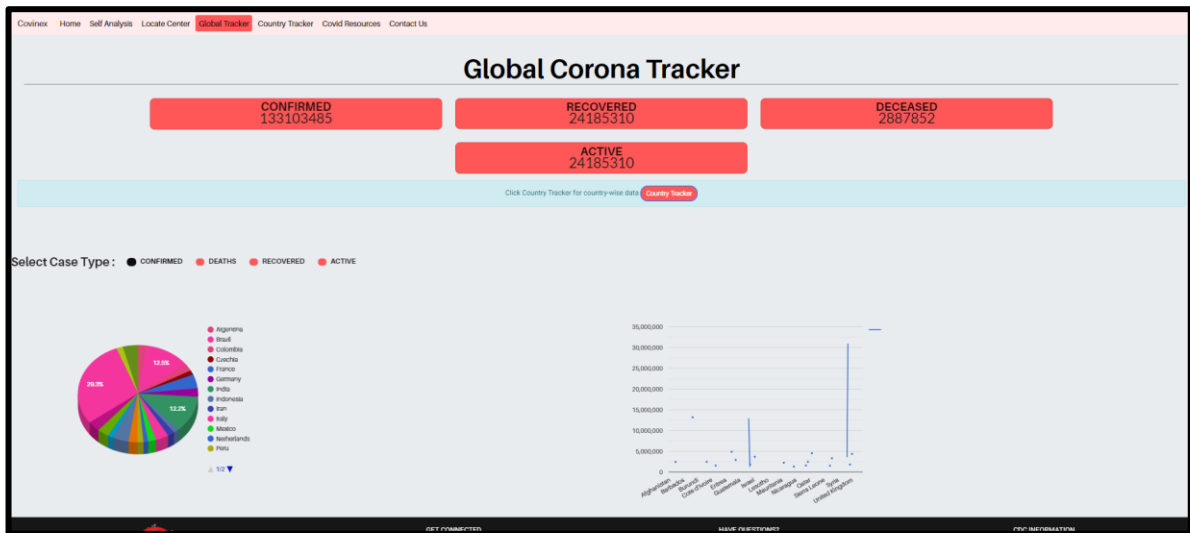 Covinex Home Self Analysis Locate Center Global Tracker Country Tracker Covid Resources Contact Us
Global Corona Tracker
CONFIRMED
133103485
RECOVERED
24185310
DECEASED
2887852
ACTIVE
24185310
Click Country Tracker for country-wise data Country Tracker
Select Case Type : CONFIRMED DEATHS RECOVERED ACTIVE
12.5%
29.2%
12.2%
Argentina
Brazil
Colombia
Czechia
France
Germany
India
Indonesia
Iran
Italy
Mexico
Netherlands
Peru
1/2
35,000,000
30,000,000
25,000,000
20,000,000
15,000,000
10,000,000
5,000,000
0
Afghanistan
Barbados
Burundi
Cote d'Ivoire
Eritrea
Guatemala
Israel
Lesotho
Mauritania
Nicaragua
Qatar
Sierra Leone
Syria
United Kingdom
GET CONNECTED
HAVE QUESTIONS?
CDC INFORMATION